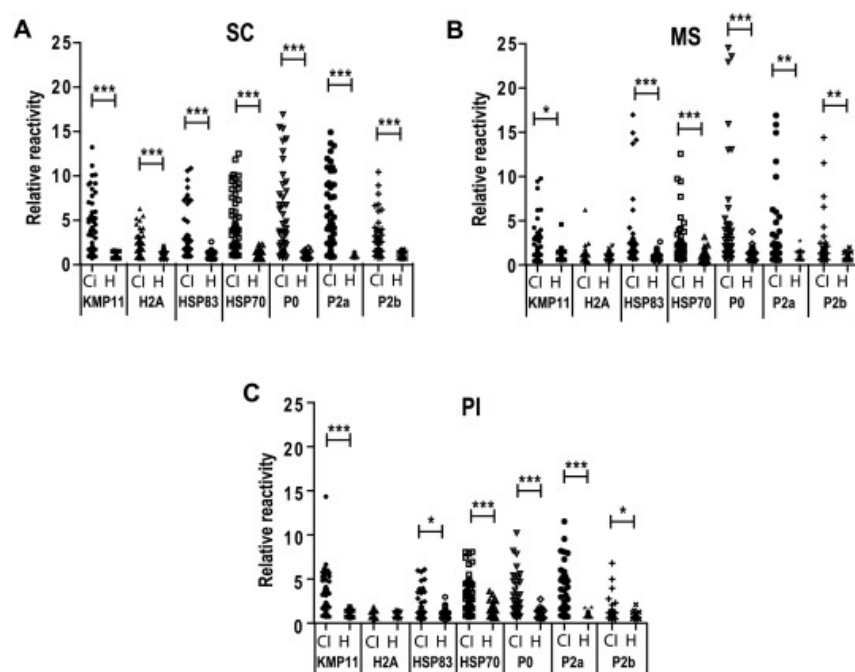 A SC
25
20
15
10
5
0
Relative reactivity
*** *** *** *** *** *** ***
CI H CI H CI H CI H CI H CI H CI H
KMP11 H2A HSP83 HSP70 P0 P2a P2b
B MS
25
20
15
10
5
0
Relative reactivity
* *** *** *** ** **
CI H CI H CI H CI H CI H CI H CI H
KMP11 H2A HSP83 HSP70 P0 P2a P2b
C PI
25
20
15
10
5
0
Relative reactivity
*** * *** *** *** *
CI H CI H CI H CI H CI H CI H CI H
KMP11 H2A HSP83 HSP70 P0 P2a P2b